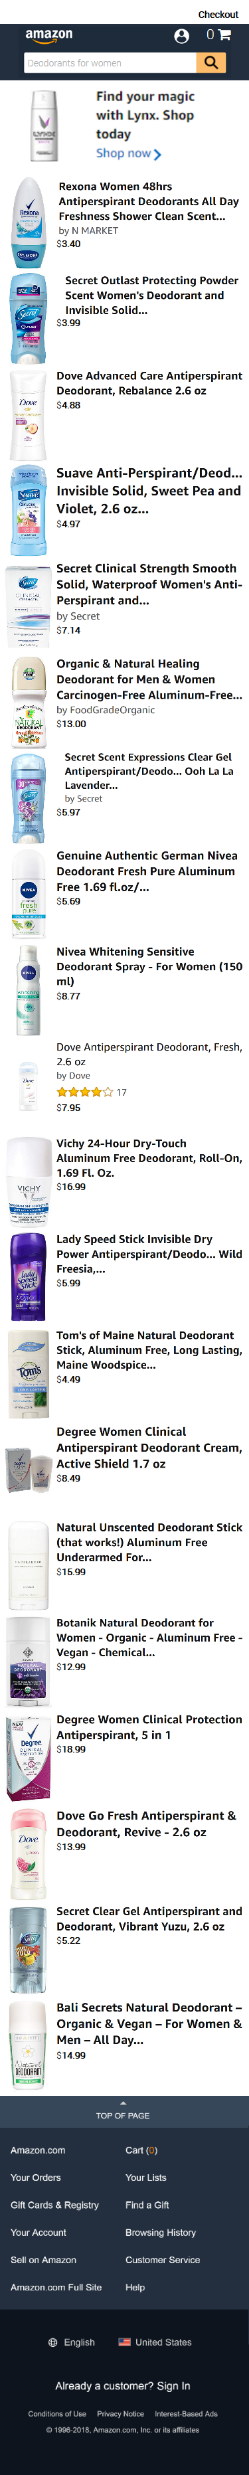 Checkout
amazon
0
Deodorants for women
Find your magic
with Lynx. Shop
today
Shop now
Rexona Women 48hrs
Antiperspirant Deodorants All Day
Freshness Shower Clean Scent...
by N MARKET
$3.40
Secret Outlast Protecting Powder
Scent Women's Deodorant and
Invisible Solid...
$3.99
Dove Advanced Care Antiperspirant
Deodorant, Rebalance 2.6 oz
$4.88
Suave Anti-Perspirant/Deod...
Invisible Solid, Sweet Pea and
Violet, 2.6 oz...
$4.97
Secret Clinical Strength Smooth
Solid, Waterproof Women's Anti-
Perspirant and...
by Secret
$7.14
Organic & Natural Healing
Deodorant for Men & Women
Carcinogen-Free Aluminum-Free...
by FoodGradeOrganic
$13.00
Secret Scent Expressions Clear Gel
Antiperspirant/Deodo... Ooh La La
Lavender...
by Secret
$5.97
Genuine Authentic German Nivea
Deodorant Fresh Pure Aluminum
Free 1.69 fl.oz/...
$5.69
Nivea Whitening Sensitive
Deodorant Spray - For Women (150
ml)
$8.77
Dove Antiperspirant Deodorant, Fresh,
2.6 oz
by Dove
17
$7.95
Vichy 24-Hour Dry-Touch
Aluminum Free Deodorant, Roll-On,
1.69 Fl. Oz.
$16.99
Lady Speed Stick Invisible Dry
Power Antiperspirant/Deodo... Wild
Freesia,...
$5.99
Tom's of Maine Natural Deodorant
Stick, Aluminum Free, Long Lasting,
Maine Woodspice...
$4.49
Degree Women Clinical
Antiperspirant Deodorant Cream,
Active Shield 1.7 oz
$8.49
Natural Unscented Deodorant Stick
(that works!) Aluminum Free
Underarmed For...
$15.99
Botanik Natural Deodorant for
Women - Organic - Aluminum Free -
Vegan - Chemical...
$12.99
Degree Women Clinical Protection
Antiperspirant, 5 in 1
$18.99
Dove Go Fresh Antiperspirant &
Deodorant, Revive - 2.6 oz
$13.99
Secret Clear Gel Antiperspirant and
Deodorant, Vibrant Yuzu, 2.6 oz
$5.22
Bali Secrets Natural Deodorant –
Organic & Vegan – For Women &
Men – All Day...
$14.99
TOP OF PAGE
Amazon.com Cart (0)
Your Orders Your Lists
Gift Cards & Registry Find a Gift
Your Account Browsing History
Sell on Amazon Customer Service
Amazon.com Full Site Help
English United States
Already a customer? Sign In
Conditions of Use Privacy Notice Interest-Based Ads
© 1996-2018, Amazon.com, Inc. or its affiliates